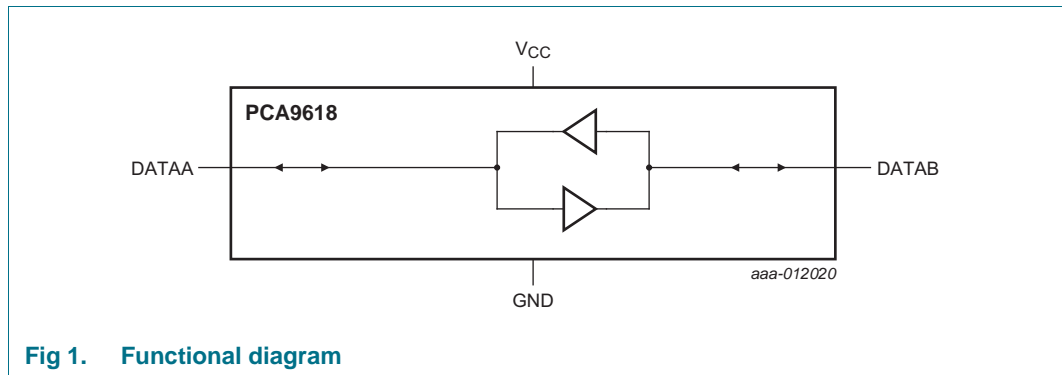 VCC
PCA9618
DATAA
DATAB
aaa-012020
GND
Fig 1. Functional diagram